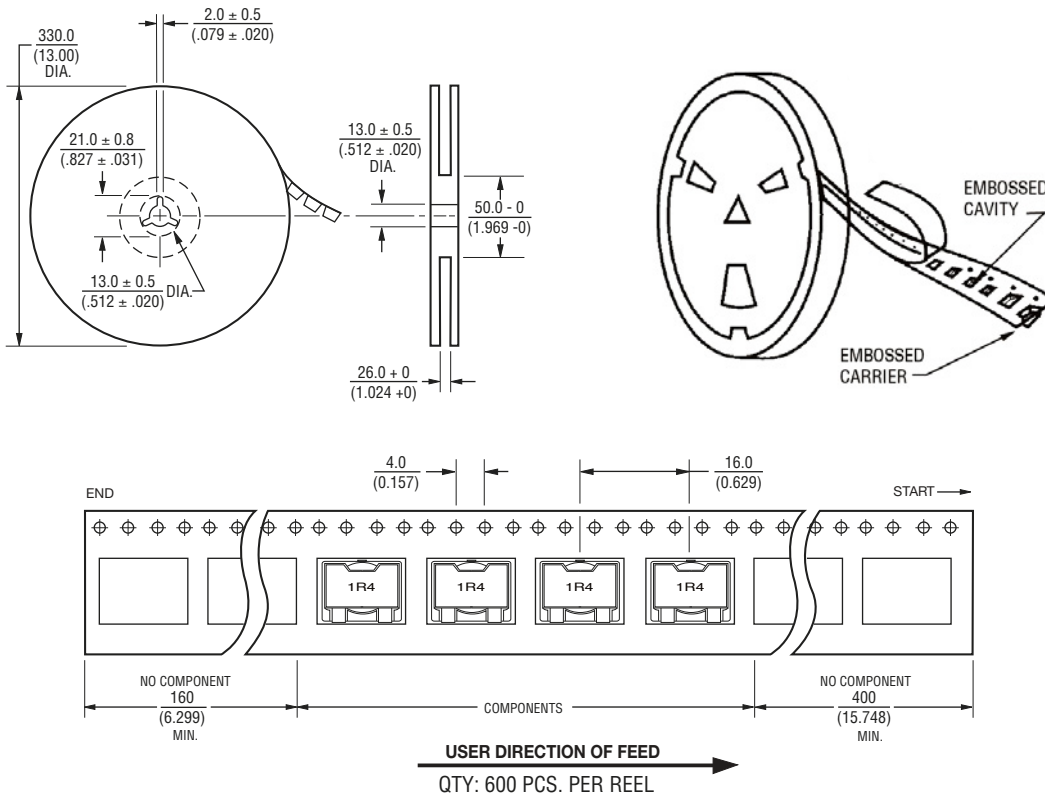 2.0 ± 0.5
(.079 ± .020)
330.0
(13.00)
DIA.
21.0 ± 0.8
(.827 ± .031)
13.0 ± 0.5
(.512 ± .020)
DIA.
13.0 ± 0.5
(.512 ± .020)
DIA.
50.0 - 0
(1.969 -0)
26.0 + 0
(1.024 +0)
EMBOSSED
CAVITY
EMBOSSED
CARRIER
4.0
(0.157)
16.0
(0.629)
END
START
1R4
1R4
1R4
1R4
NO COMPONENT
160
(6.299)
MIN.
COMPONENTS
NO COMPONENT
400
(15.748)
MIN.
USER DIRECTION OF FEED
QTY: 600 PCS. PER REEL